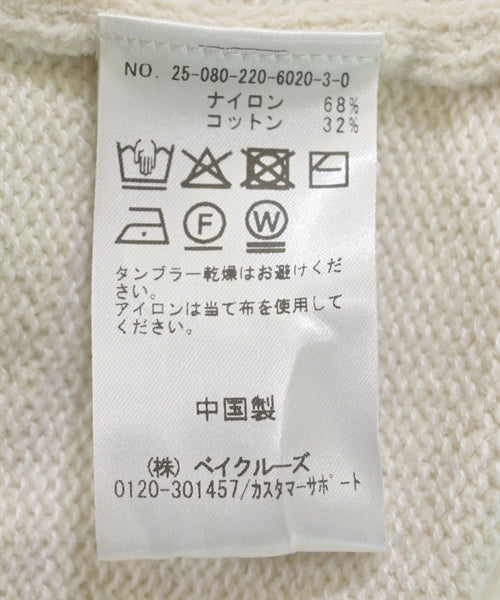 NO. 25-080-220-6020-3-0
ナイロン 68%
コットン 32%
F W
タンブラー乾燥はお避けくだ
さい。
アイロンは当て布を使用して
ください。
中国製
(株) ベイクルーズ
0120-301457/カスタマーサポート